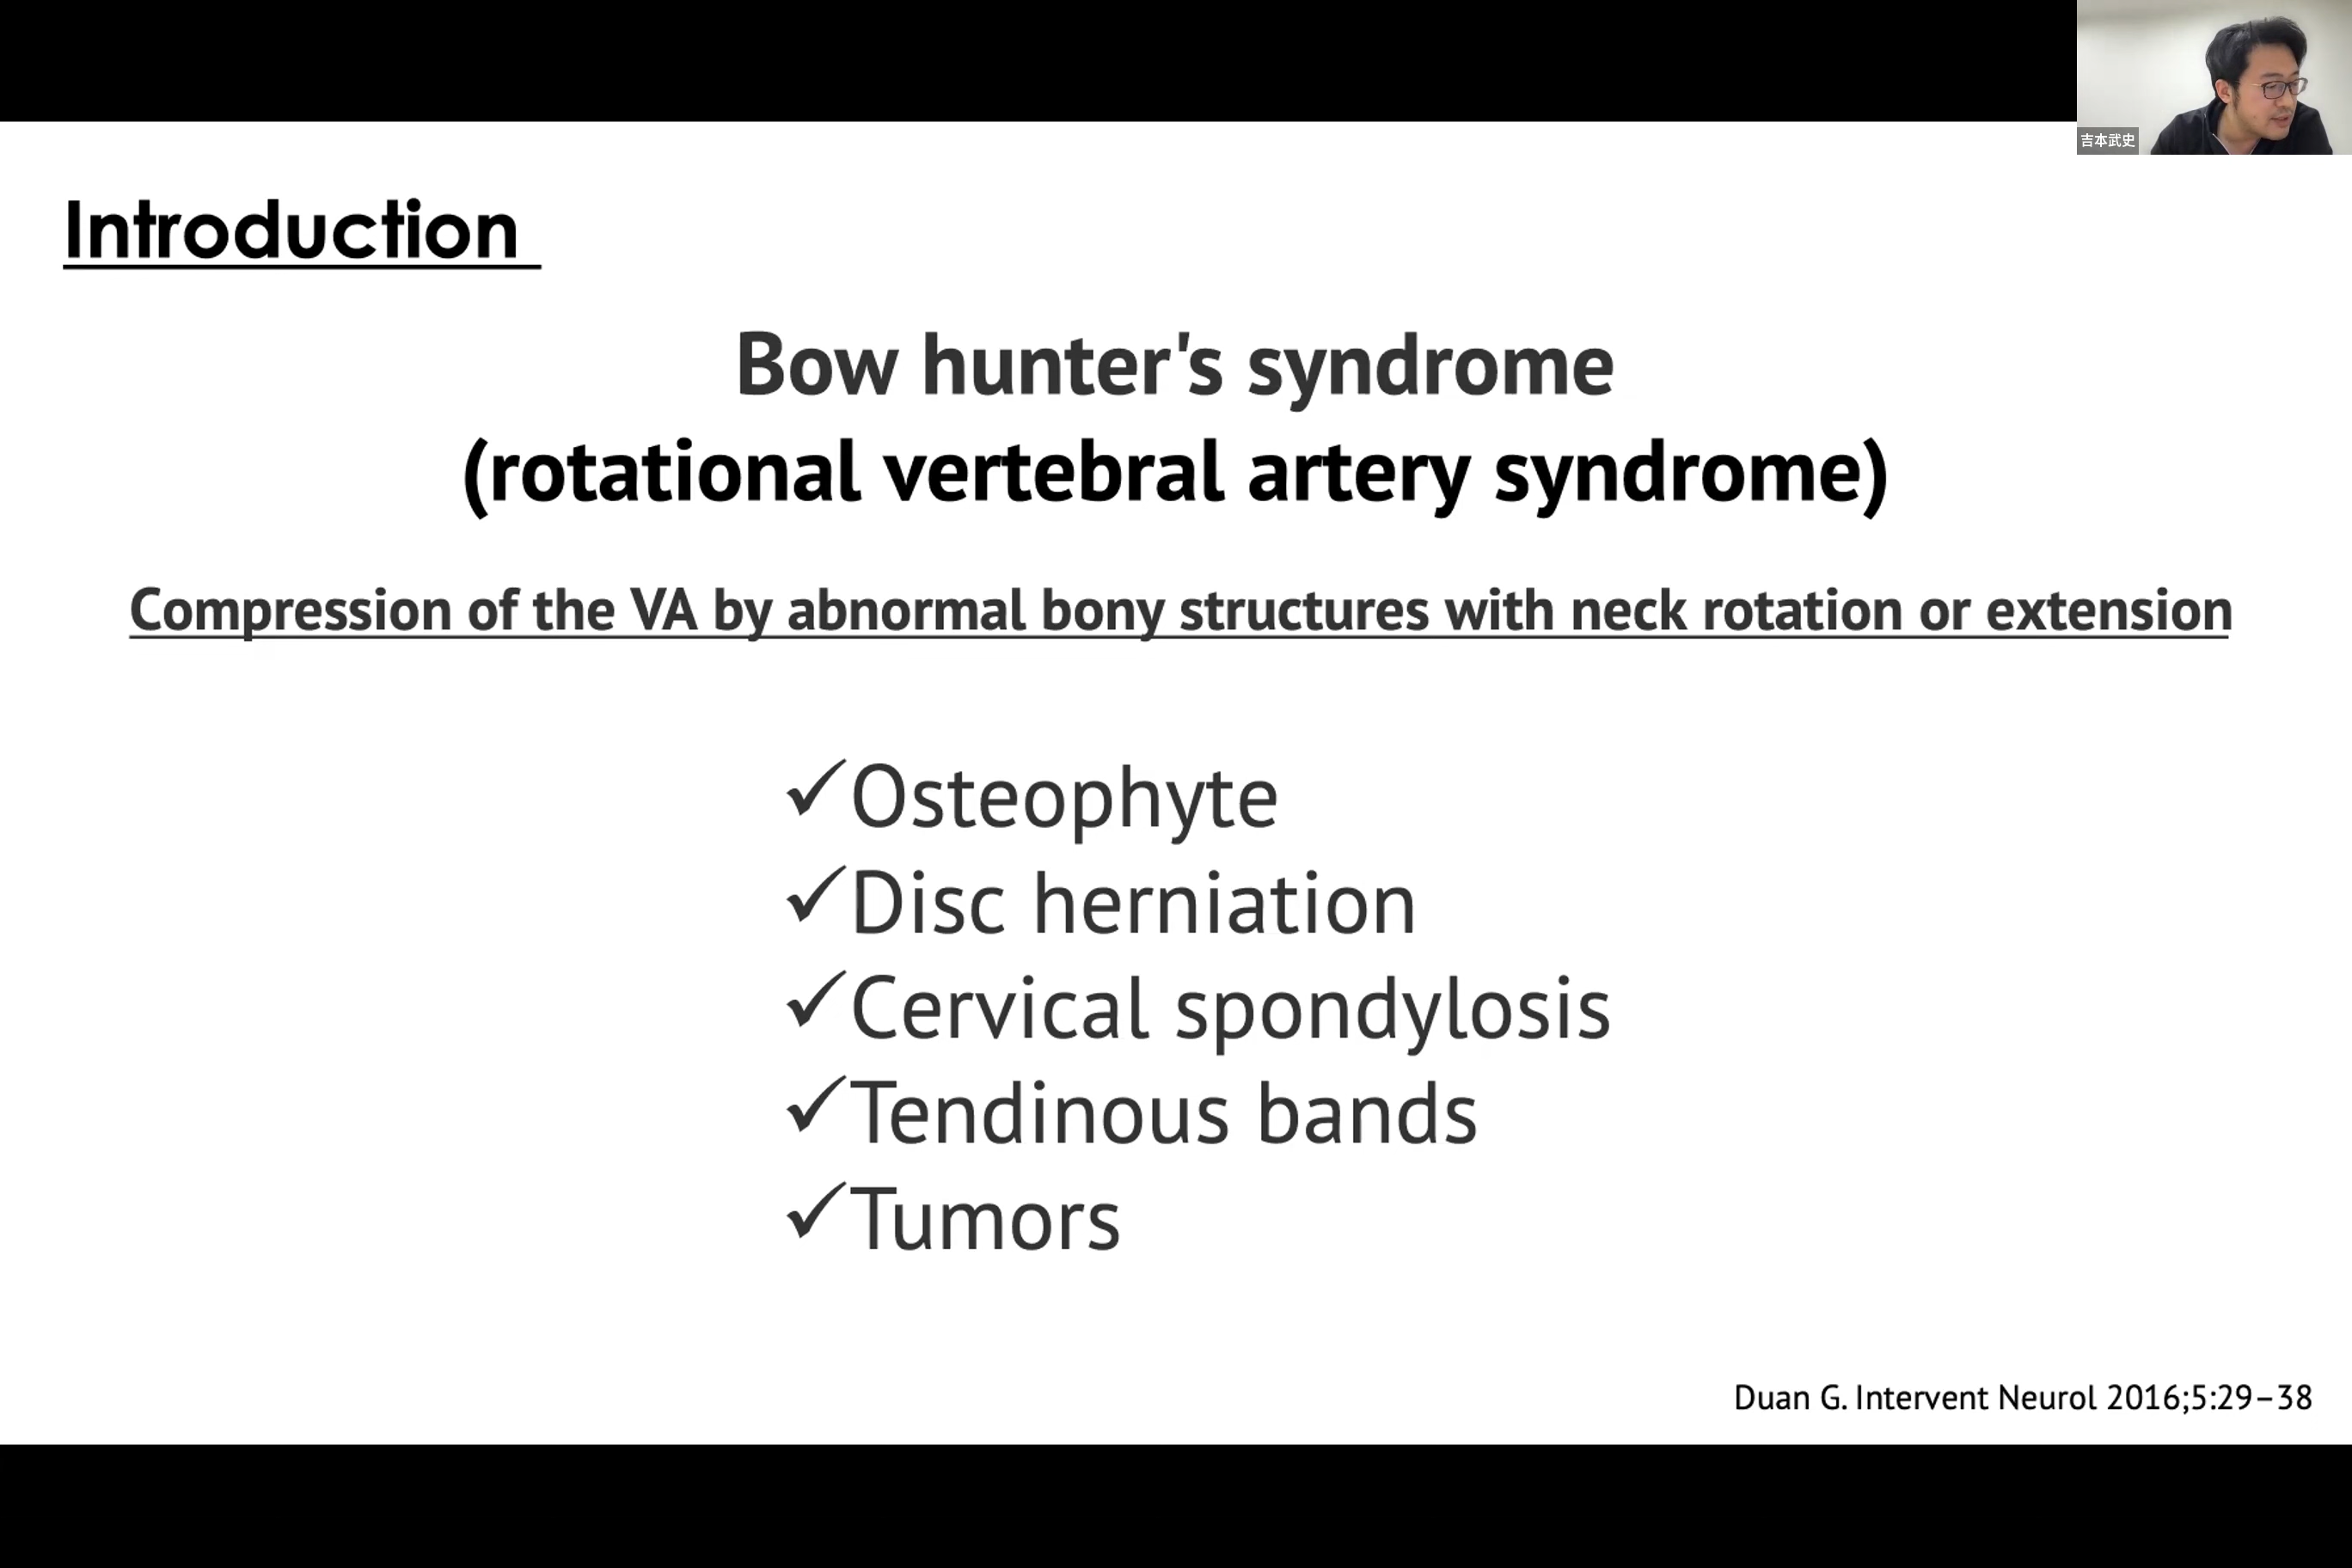 吉本武史
Introduction
Bow hunter's syndrome
(rotational vertebral artery syndrome)
Compression of the VA by abnormal bony structures with neck rotation or extension
✓Osteophyte
✓Disc herniation
✓Cervical spondylosis
✓Tendinous bands
✓Tumors
Duan G. Intervent Neurol 2016;5:29–38